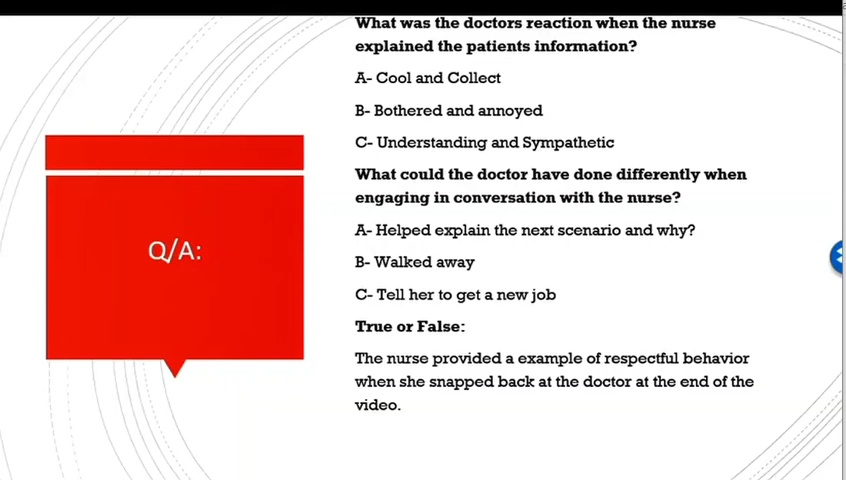 What was the doctors reaction when the nurse
explained the patients information?
A- Cool and Collect
B- Bothered and annoyed
C- Understanding and Sympathetic
What could the doctor have done differently when
engaging in conversation with the nurse?
A- Helped explain the next scenario and why?
B- Walked away
C- Tell her to get a new job
True or False:
The nurse provided a example of respectful behavior
when she snapped back at the doctor at the end of the
video.
Q/A: